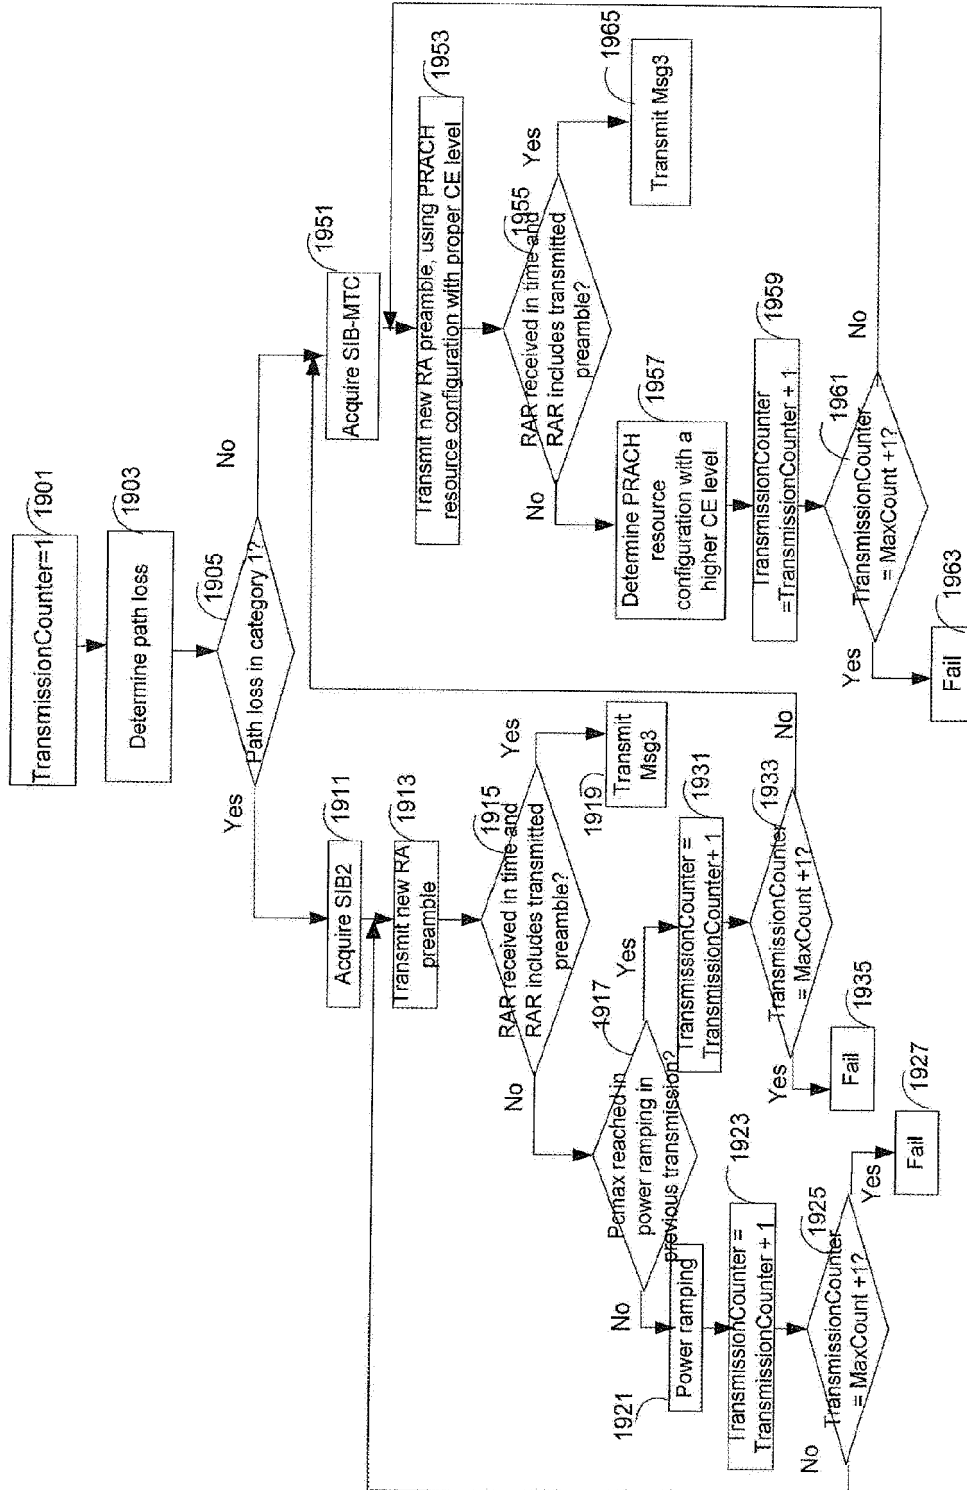 TransmissionCounter=1
1901
Determine path loss
1903
Path loss in category 1?
1905
Yes
No
Acquire SIB2
1911
Transmit new RA
preamble
1913
RAR received in time and
RAR includes transmitted
preamble?
1915
Yes
No
Transmit
Msg3
1919
Pcmax reached in
power ramping in
previous transmission?
1917
No
Yes
Power ramping
1921
TransmissionCounter =
TransmissionCounter + 1
1923
TransmissionCounter
= MaxCount +1?
1925
No
Yes
Fail
1927
TransmissionCounter =
TransmissionCounter+ 1
1931
TransmissionCounter
= MaxCount +1?
1933
Yes
No
Fail
1935
Acquire SIB-MTC
1951
Transmit new RA preamble, using PRACH
resource configuration with proper CE level
1953
RAR received in time and
RAR includes transmitted
preamble?
1955
Yes
No
Transmit Msg3
1965
Determine PRACH
resource
configuration with a
higher CE level
1957
TransmissionCounter
=TransmissionCounter + 1
1959
TransmissionCounter
= MaxCount +1?
1961
Yes
No
Fail
1963